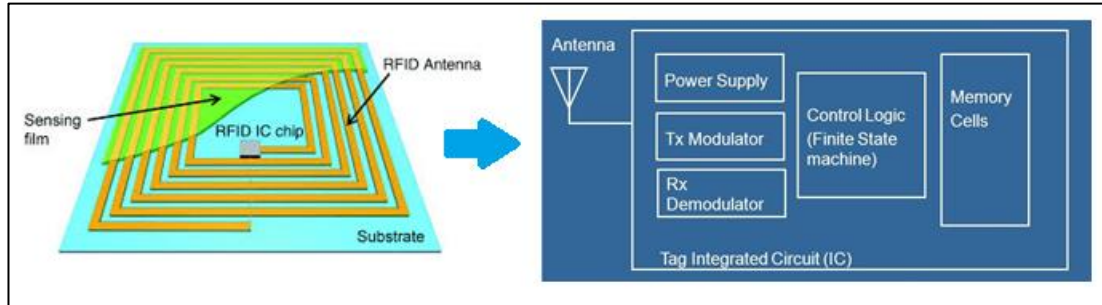 RFID Antenna
Sensing
film
RFID IC chip
Substrate
Antenna
Power Supply
Tx Modulator
Rx
Demodulator
Control Logic
(Finite State
machine)
Memory
Cells
Tag Integrated Circuit (IC)